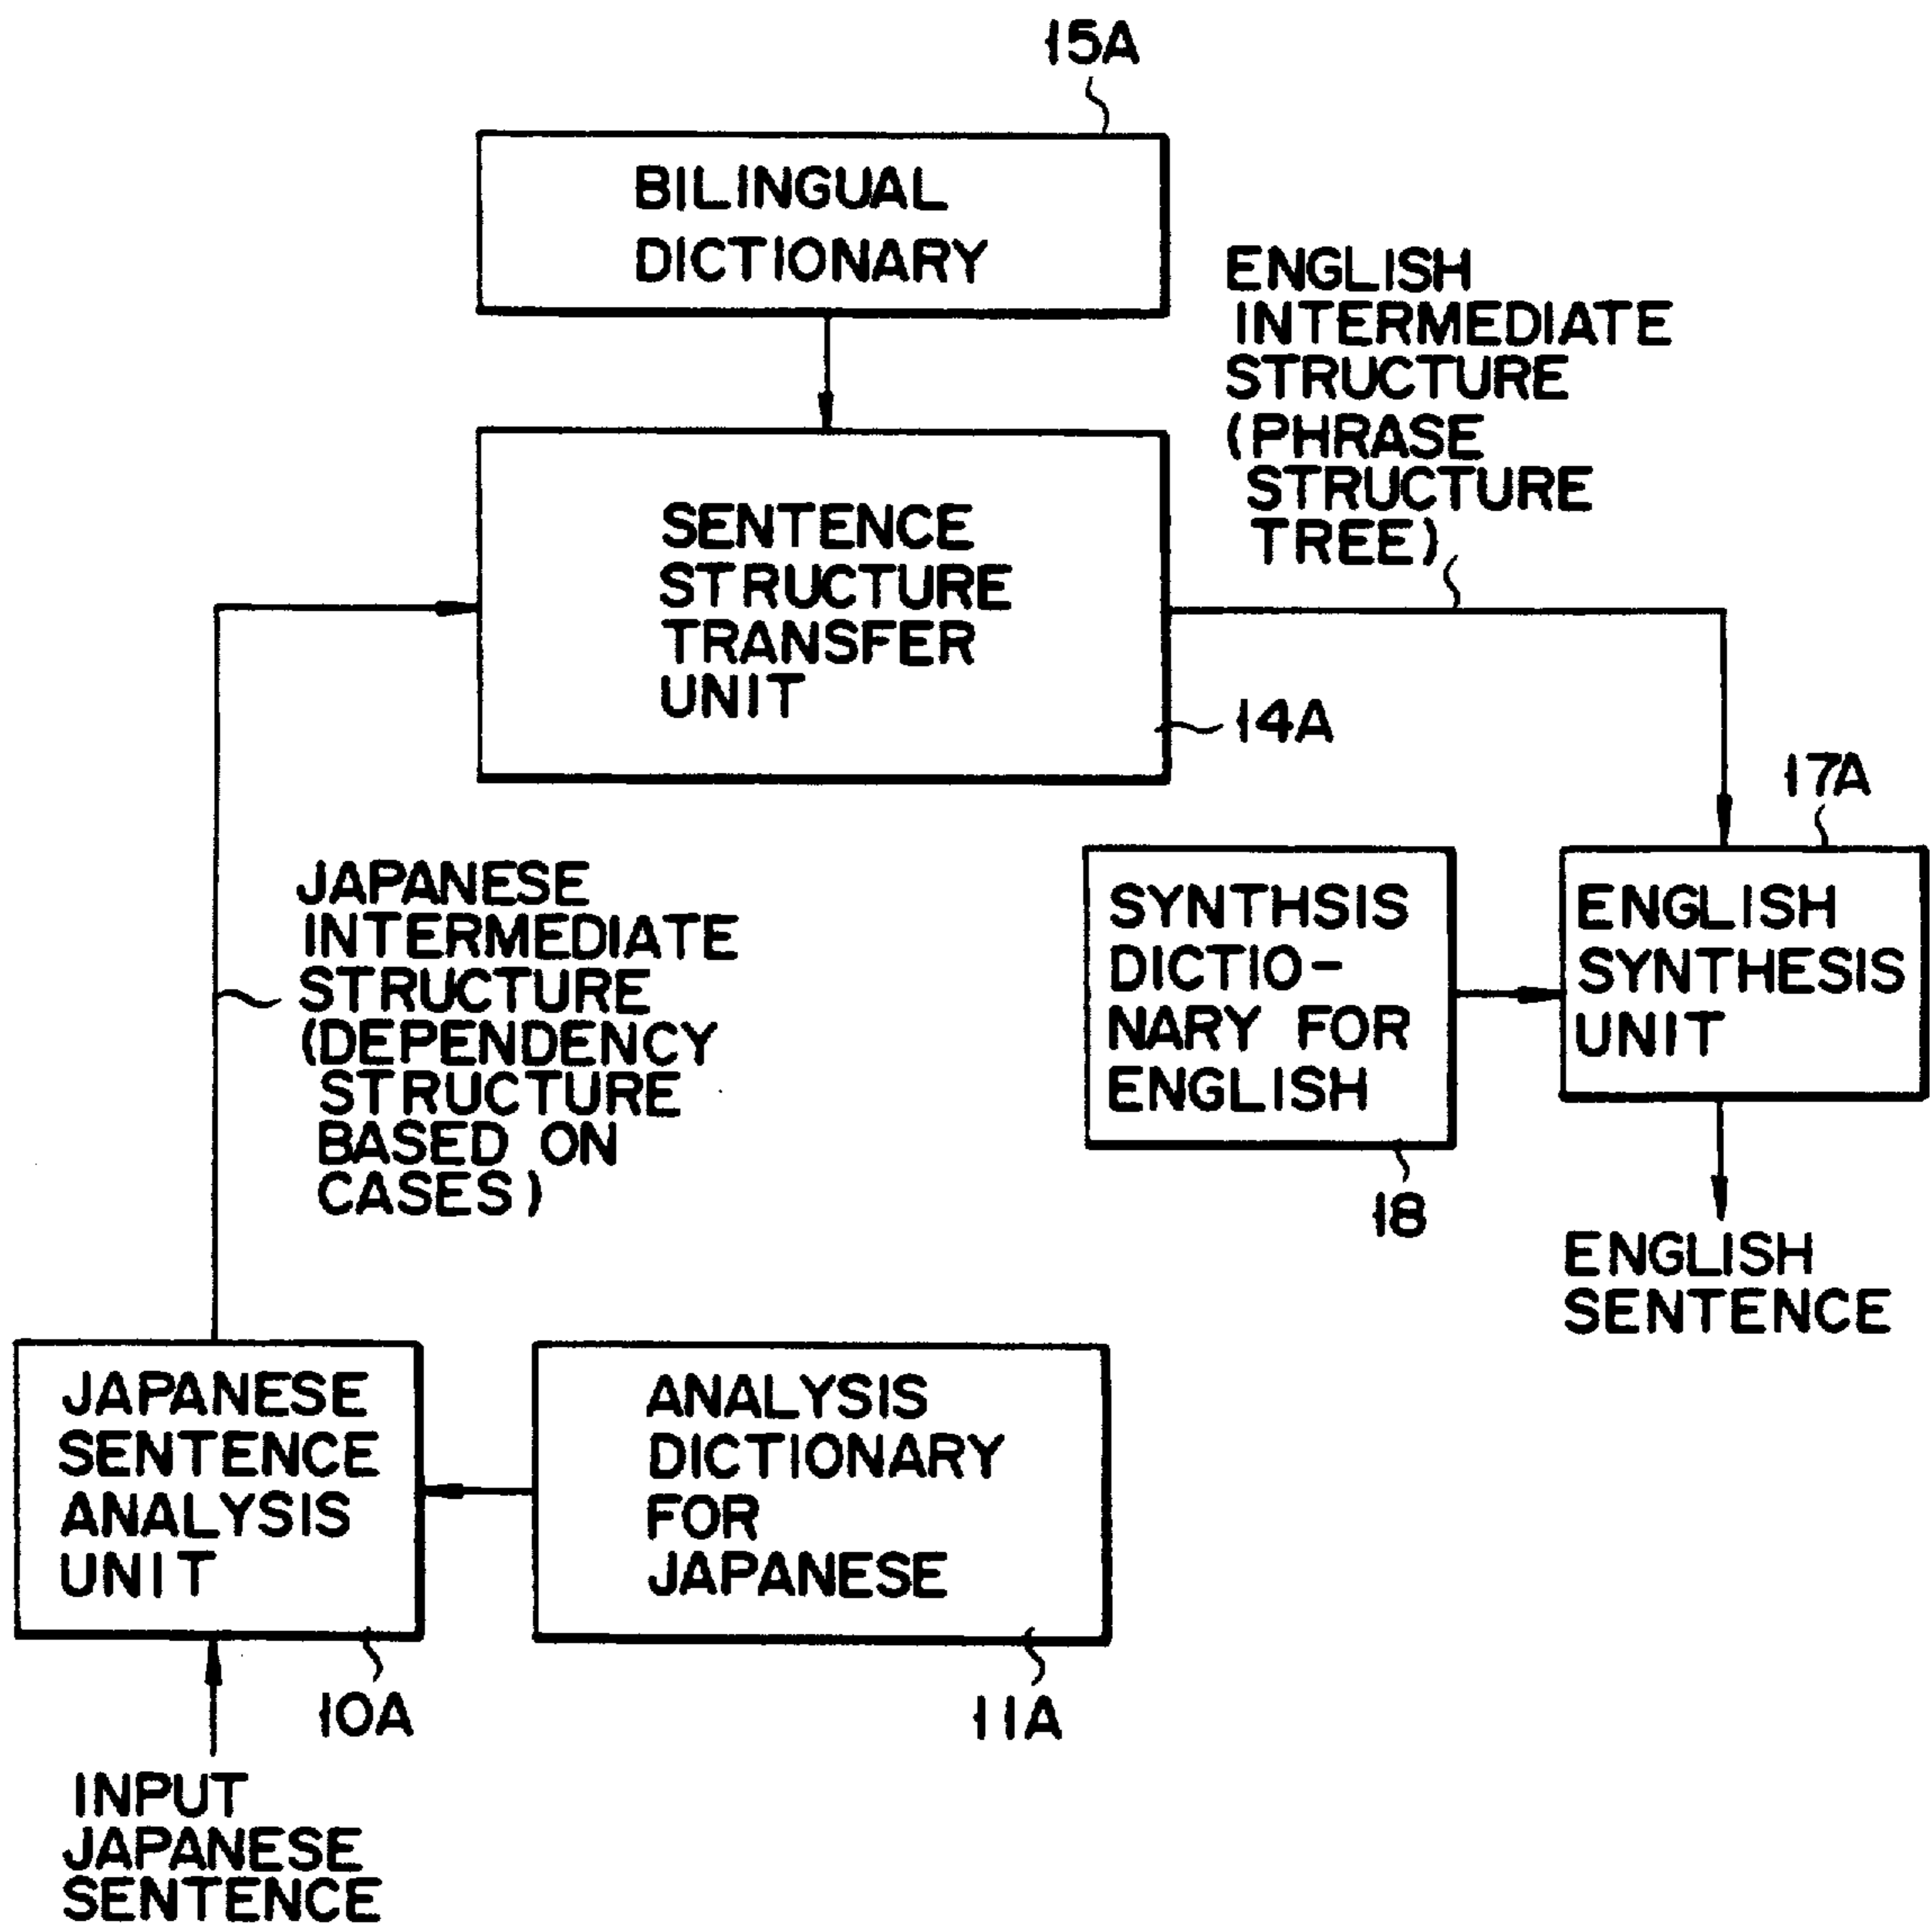 15A
BILINGUAL
DICTIONARY
ENGLISH
INTERMEDIATE
STRUCTURE
(PHRASE
STRUCTURE
TREE)
SENTENCE
STRUCTURE
TRANSFER
UNIT
14A
17A
JAPANESE
INTERMEDIATE
STRUCTURE
(DEPENDENCY
STRUCTURE
BASED ON
CASES)
SYNTHSIS
DICTIO-
NARY FOR
ENGLISH
18
ENGLISH
SYNTHESIS
UNIT
ENGLISH
SENTENCE
JAPANESE
SENTENCE
ANALYSIS
UNIT
10A
ANALYSIS
DICTIONARY
FOR
JAPANESE
11A
INPUT
JAPANESE
SENTENCE